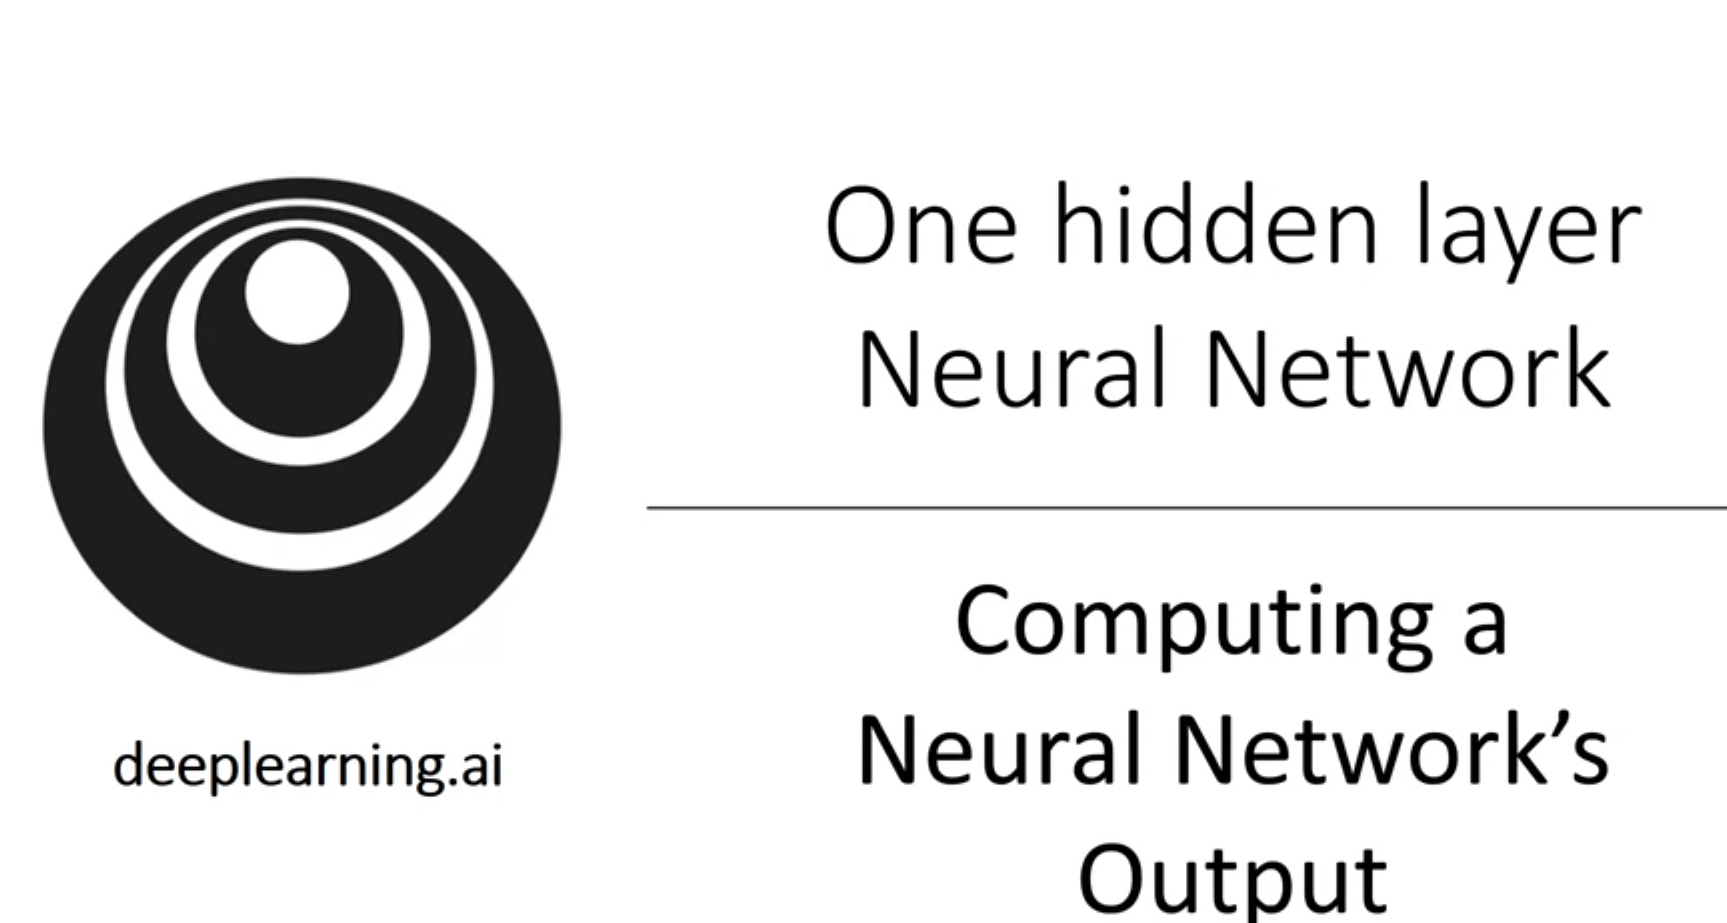 One hidden layer
Neural Network
Computing a
Neural Network’s
Output
deeplearning.ai